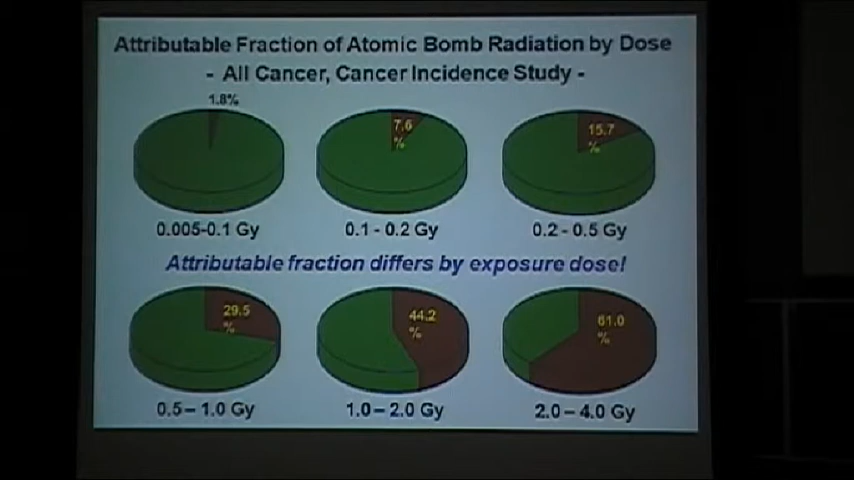 Attributable Fraction of Atomic Bomb Radiation by Dose
- All Cancer, Cancer Incidence Study -
1.8%
7.6
%
15.7
%
0.005-0.1 Gy
0.1 - 0.2 Gy
0.2 - 0.5 Gy
Attributable fraction differs by exposure dose!
29.5
%
44.2
%
61.0
%
0.5 – 1.0 Gy
1.0 – 2.0 Gy
2.0 – 4.0 Gy